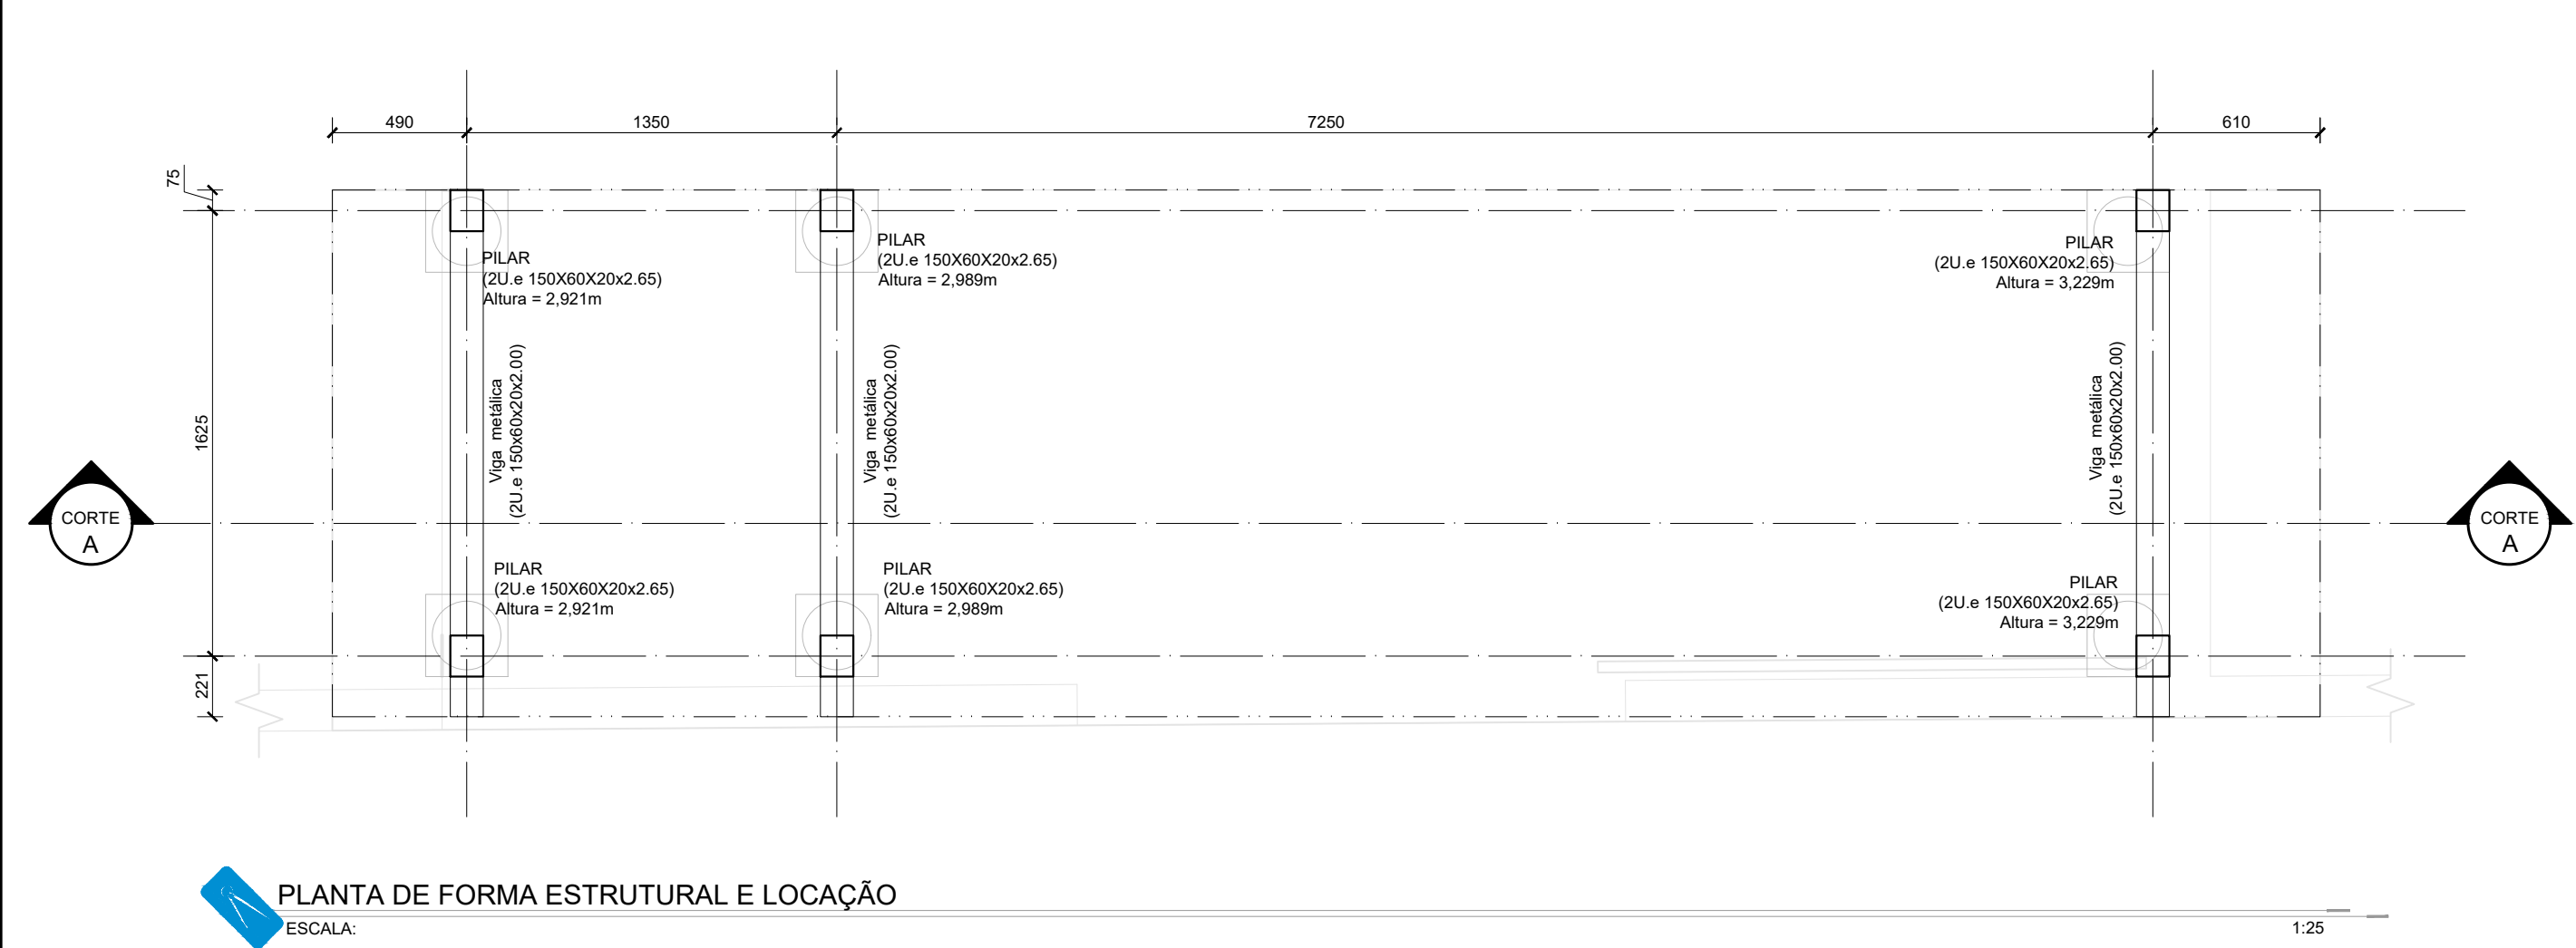 490
1350
7250
610
75
PILAR
(2U.e 150X60X20x2.65)
Altura = 2,921m
PILAR
(2U.e 150X60X20x2.65)
Altura = 2,989m
PILAR
(2U.e 150X60X20x2.65)
Altura = 3,229m
1625
Viga metálica
(2U.e 150x60x20x2.00)
Viga metálica
(2U.e 150x60x20x2.00)
Viga metálica
(2U.e 150x60x20x2.00)
CORTE
A
CORTE
A
PILAR
(2U.e 150X60X20x2.65)
Altura = 2,921m
PILAR
(2U.e 150X60X20x2.65)
Altura = 2,989m
PILAR
(2U.e 150X60X20x2.65)
Altura = 3,229m
221
PLANTA DE FORMA ESTRUTURAL E LOCAÇÃO
ESCALA:
1:25